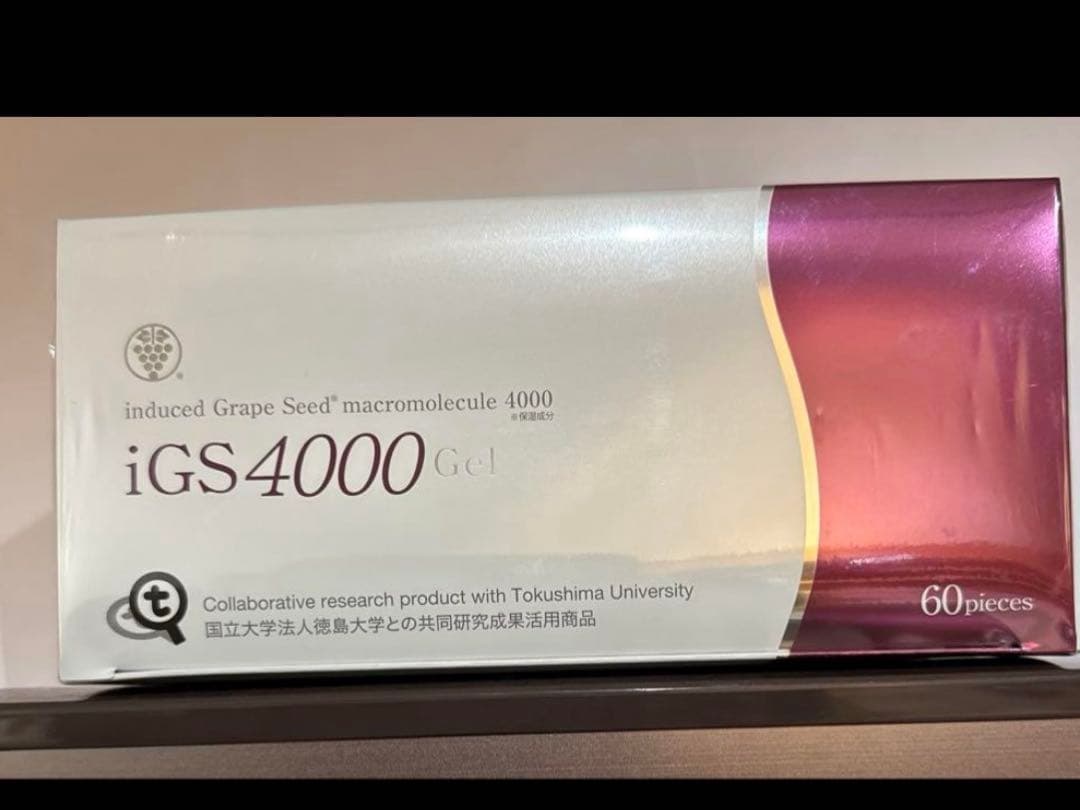 induced Grape Seed® macromolecule 4000
※保湿成分
iGS4000 Gel
t
Collaborative research product with Tokushima University
国立大学法人徳島大学との共同研究成果活用商品
60pieces